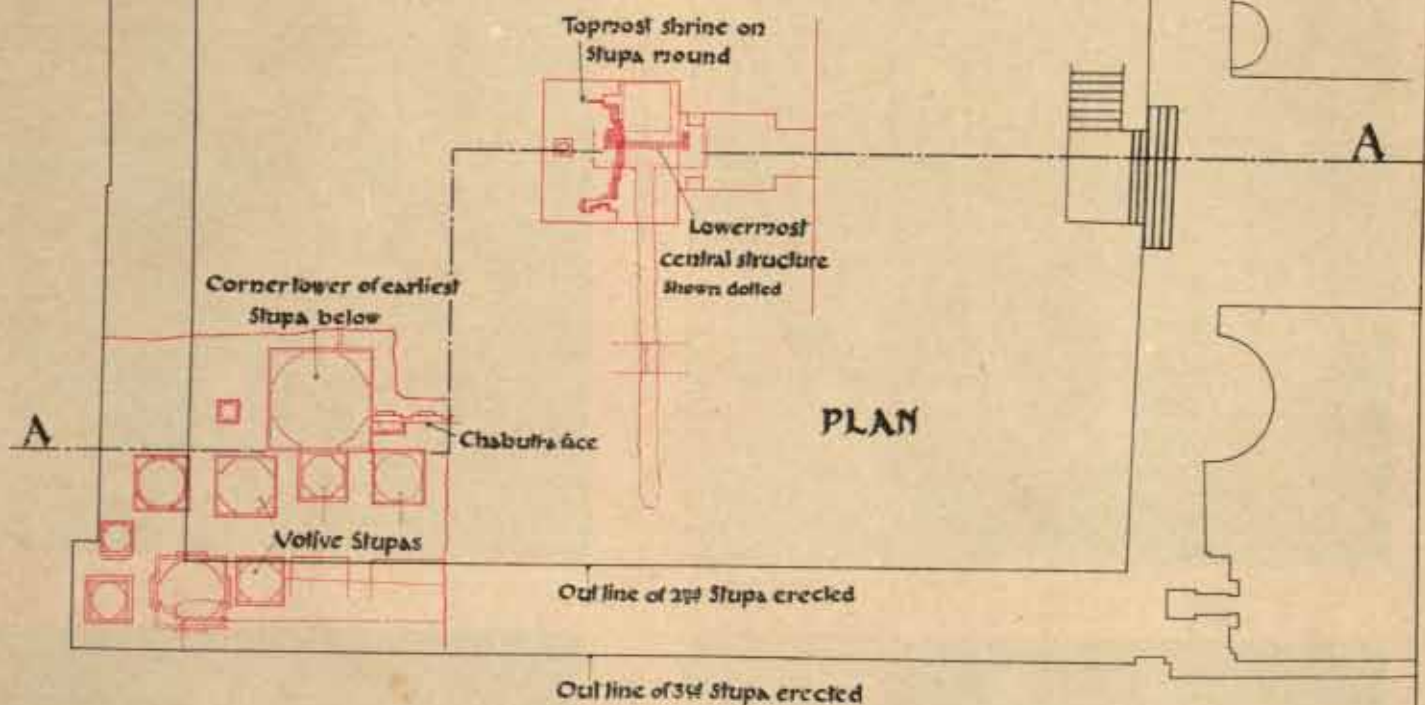 Topmost shrine on
Stupa mound
A
Lowermost
central structure
Shown dotted
Corner tower of earliest
Stupa below
PLAN
A
Chabutra face
Votive Stupas
Out line of 2nd Stupa erected
Out line of 3rd Stupa erected